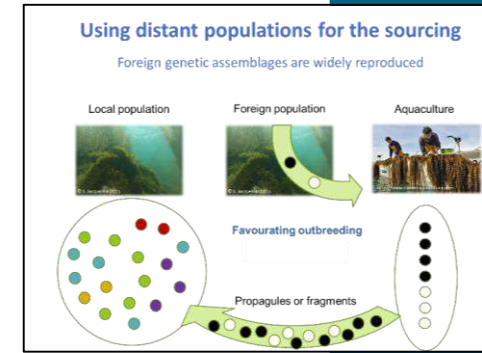 Using distant populations for the sourcing
Foreign genetic assemblages are widely reproduced
Local population
Foreign population
Aquaculture
Favourating outbreeding
Propagules or fragments